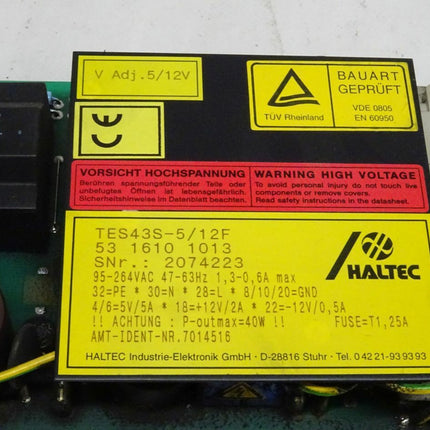 V Adj.5/12V
TÜV Rheinland
BAUART
GEPRÜFT
VDE 0805
EN 60950
CE
VORSICHT HOCHSPANNUNG
Berühren spannungsführender Teile oder
unbefugtes Öffnen ist lebensgefährlich.
Sicherheitshinweise im Datenblatt beachten.
WARNING HIGH VOLTAGE
To avoid personal injury do not touch live
components or remove covers.
Read safety instructions in the datasheet.
TES43S-5/12F
53 1610 1013
SNr.: 2074223
95-264VAC 47-63Hz 1,3-0,6A max
32=PE * 30=N * 28=L * 8/10/20=GND
4/6=5V/5A * 18=+12V/2A * 22=-12V/0,5A
!! ACHTUNG : P-outmax=40W !! FUSE=T1,25A
AMT-IDENT-NR.7014516
HALTEC
HALTEC Industrie-Elektronik GmbH · D-28816 Stuhr · Tel. 0 42 21-93 93 93